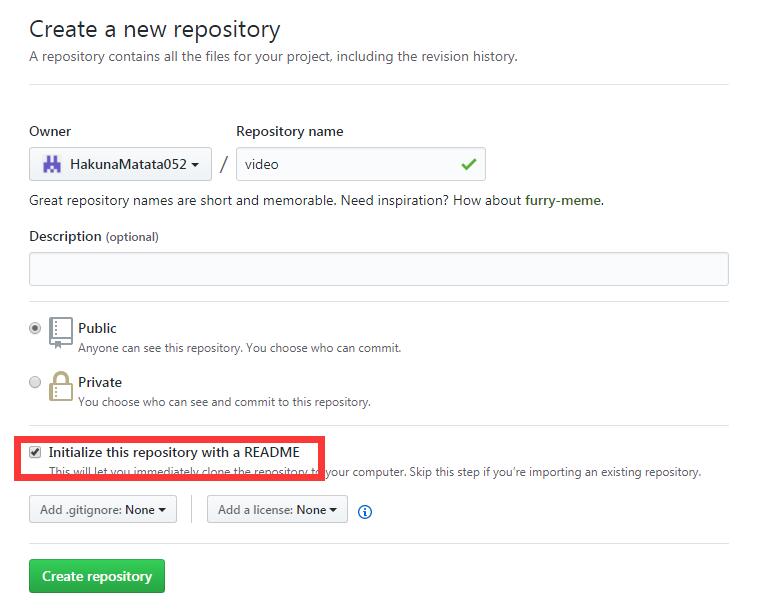 Create a new repository
A repository contains all the files for your project, including the revision history.
Owner
Repository name
HakunaMatata052
/
video
Great repository names are short and memorable. Need inspiration? How about furry-meme.
Description (optional)
Public
Anyone can see this repository. You choose who can commit.
Private
You choose who can see and commit to this repository.
Initialize this repository with a README
This will let you immediately clone the repository to your computer. Skip this step if you're importing an existing repository.
Add .gitignore: None
Add a license: None
Create repository